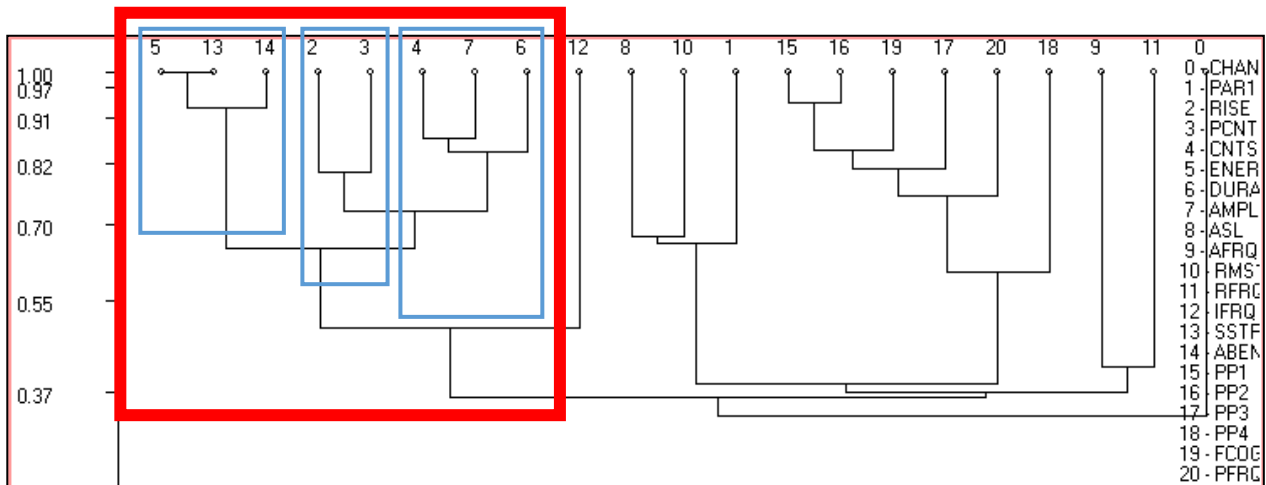 5 13 14 2 3 4 7 6 12 8 10 1 15 16 19 17 20 18 9 11 0
1.00
0.97
0.91
0.82
0.70
0.55
0.37
0 - CHAN
1 - PAR1
2 - RISE
3 - PCNT
4 - CNTS
5 - ENER
6 - DURA
7 - AMPL
8 - ASL
9 - AFRQ
10 - RMS
11 - RFRQ
12 - IFRQ
13 - SSTF
14 - ABEN
15 - PP1
16 - PP2
17 - PP3
18 - PP4
19 - FCOG
20 - PFRQ